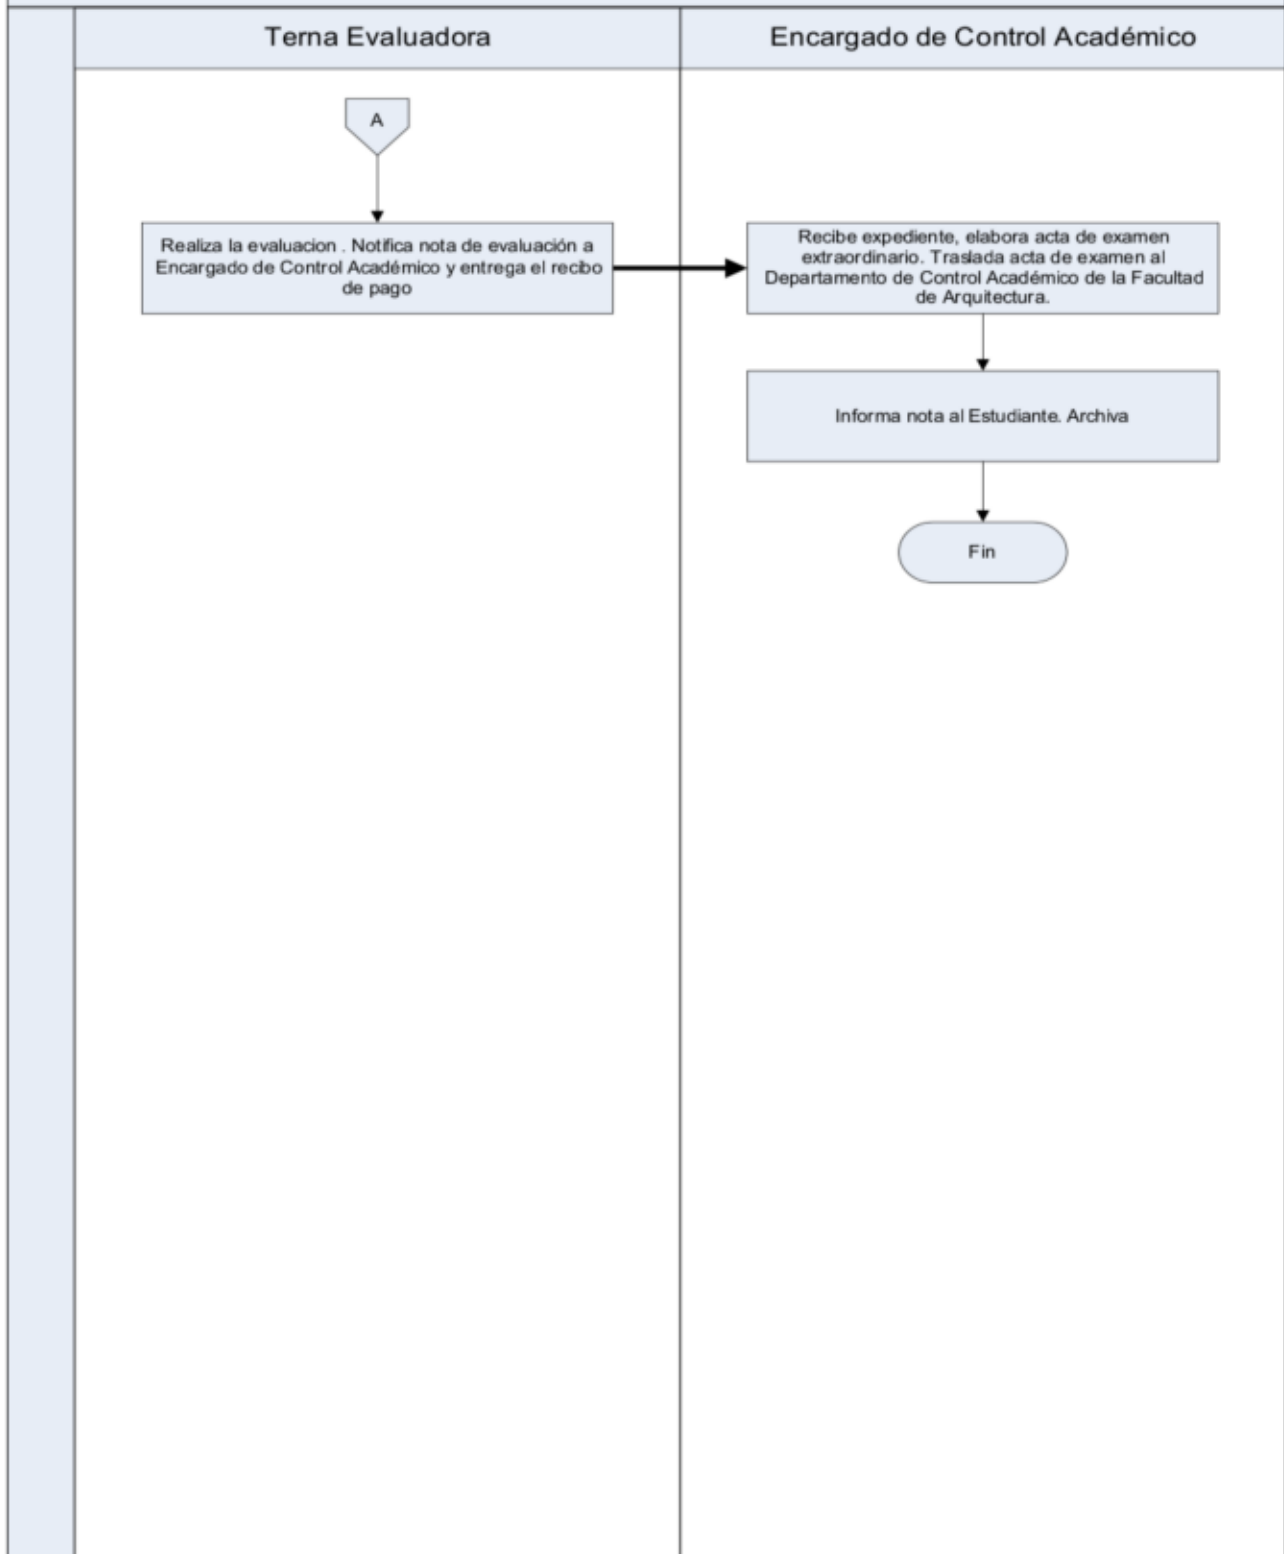 Terna Evaluadora
Encargado de Control Académico
A
Realiza la evaluacion . Notifica nota de evaluación a
Encargado de Control Académico y entrega el recibo
de pago
Recibe expediente, elabora acta de examen
extraordinario. Traslada acta de examen al
Departamento de Control Académico de la Facultad
de Arquitectura.
Informa nota al Estudiante. Archiva
Fin